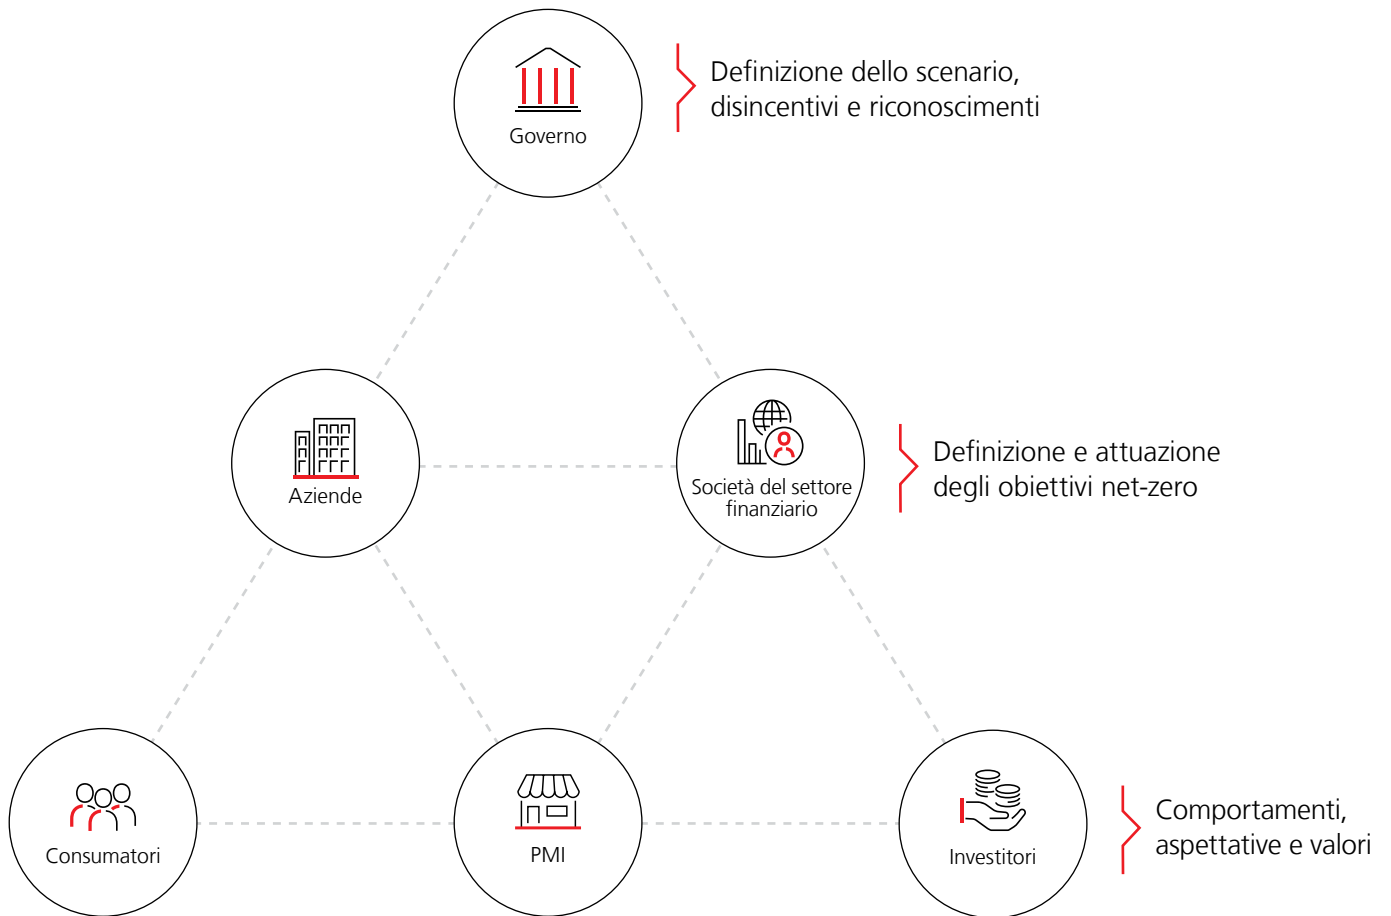 Governo
Definizione dello scenario,
disincentivi e riconoscimenti
Aziende
Società del settore
finanziario
Definizione e attuazione
degli obiettivi net-zero
Consumatori
PMI
Investitori
Comportamenti,
aspettative e valori